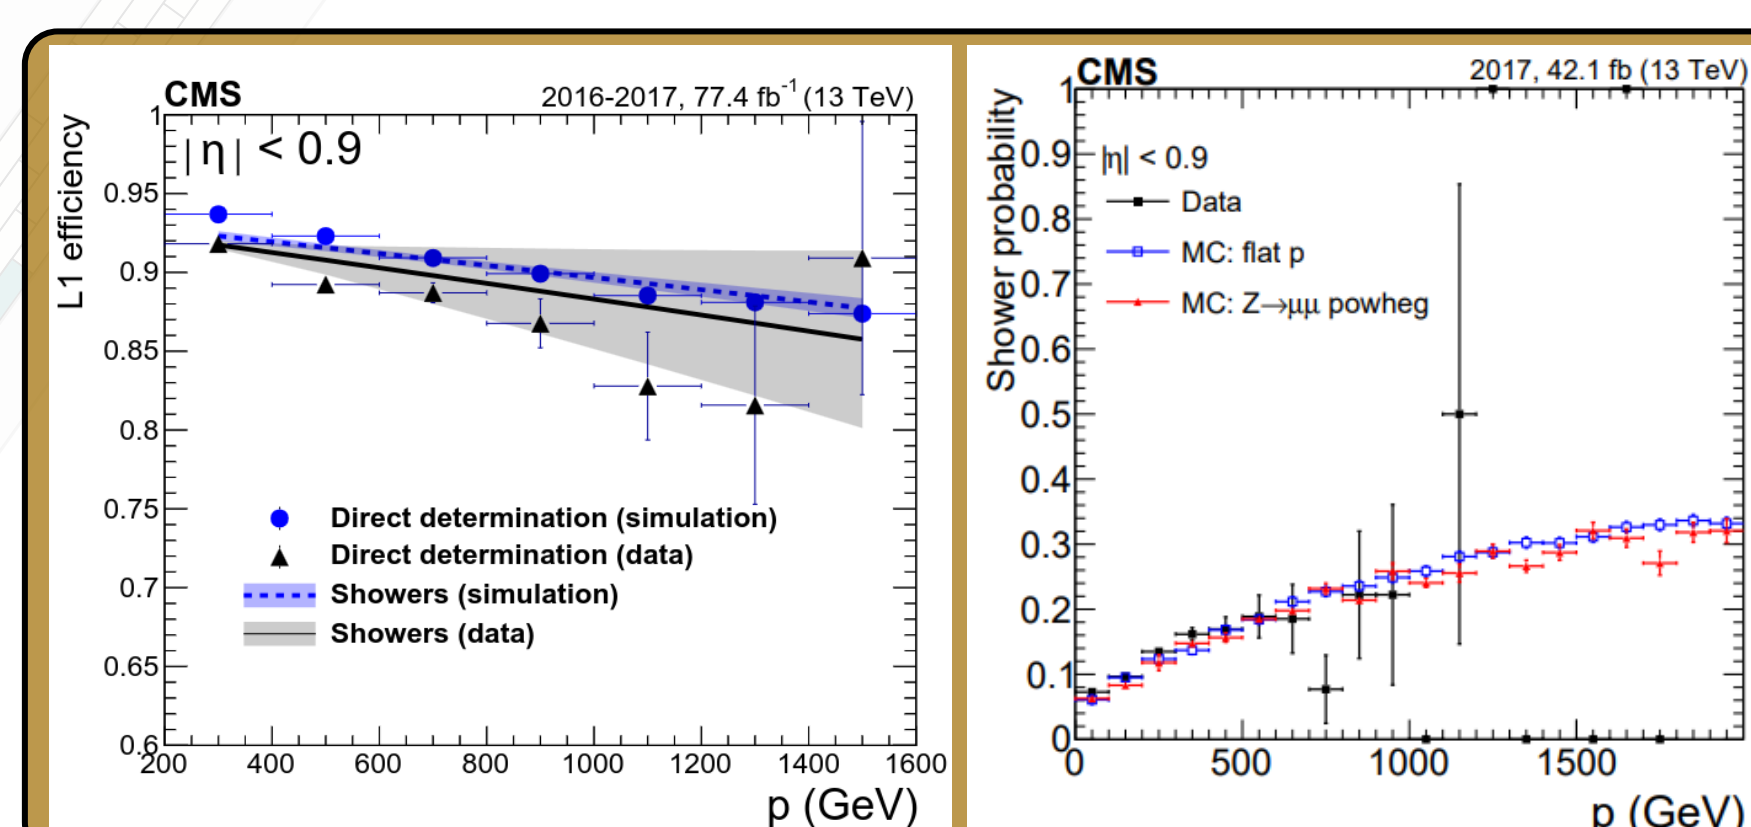 CMS
2016-2017, 77.4 fb-1 (13 TeV)
|η| < 0.9
L1 efficiency
1
0.95
0.9
0.85
0.8
0.75
0.7
0.65
0.6
Direct determination (simulation)
Direct determination (data)
Showers (simulation)
Showers (data)
200 400 600 800 1000 1200 1400 1600
p (GeV)
CMS
2017, 42.1 fb (13 TeV)
Shower probability
1
0.9
0.8
0.7
0.6
0.5
0.4
0.3
0.2
0.1
0
|η| < 0.9
Data
MC: flat p
MC: Z→μμ powheg
0 500 1000 1500
p (GeV)